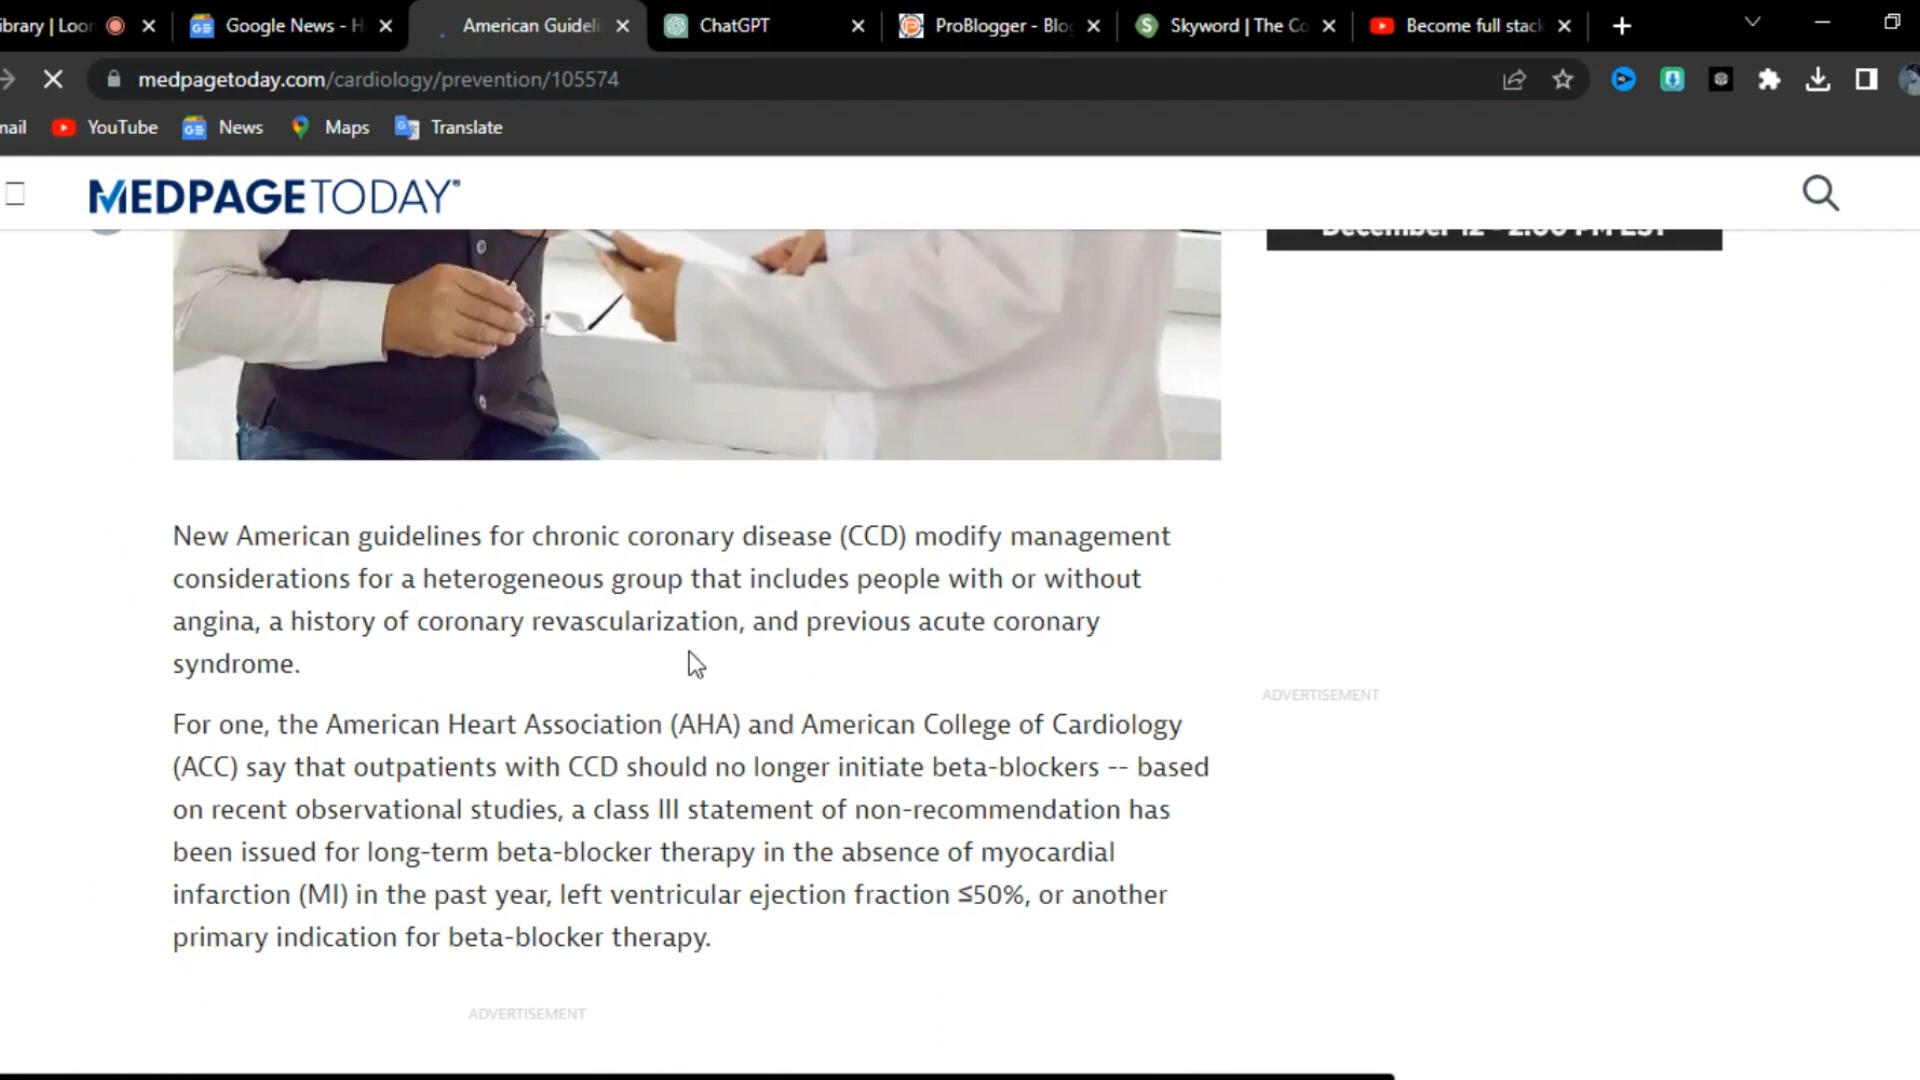 ibrary | Loor
Google News - H
American Guideli
ChatGPT
ProBlogger - Blog
Skyword | The Co
Become full stack
medpagetoday.com/cardiology/prevention/105574
mail
YouTube
News
Maps
Translate
MEDPAGETODAY®
December 12 - 2:00 PM EST
New American guidelines for chronic coronary disease (CCD) modify management
considerations for a heterogeneous group that includes people with or without
angina, a history of coronary revascularization, and previous acute coronary
syndrome.
ADVERTISEMENT
For one, the American Heart Association (AHA) and American College of Cardiology
(ACC) say that outpatients with CCD should no longer initiate beta-blockers -- based
on recent observational studies, a class III statement of non-recommendation has
been issued for long-term beta-blocker therapy in the absence of myocardial
infarction (MI) in the past year, left ventricular ejection fraction ≤50%, or another
primary indication for beta-blocker therapy.
ADVERTISEMENT